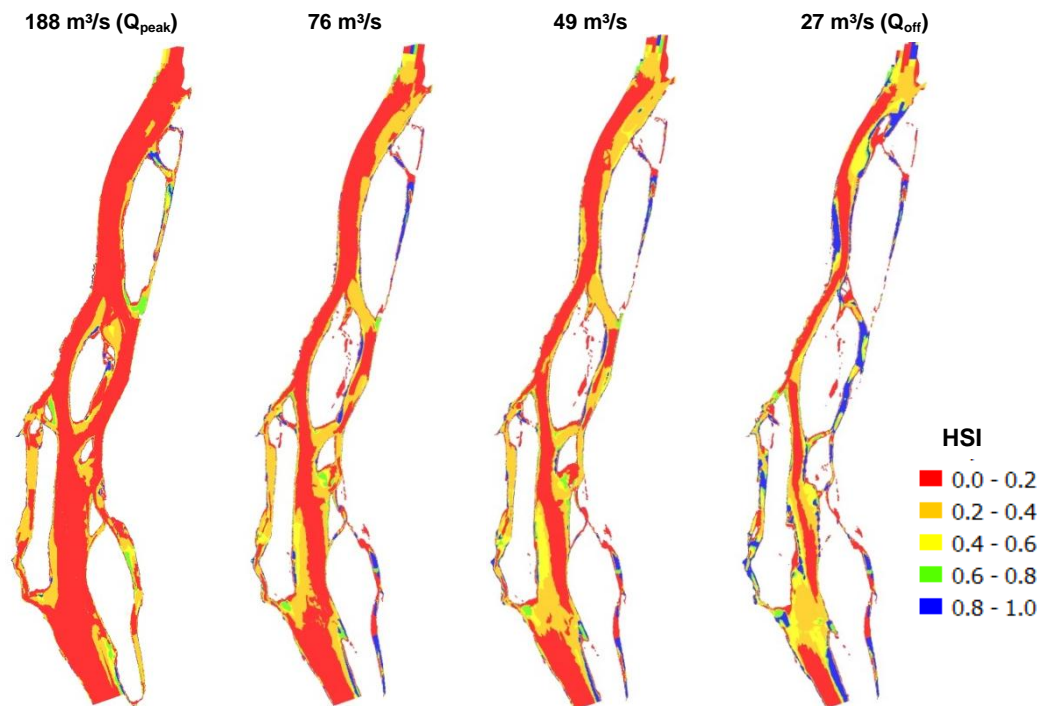 188 m³/s (Qpeak)
76 m³/s
49 m³/s
27 m³/s (Qoff)
HSI
0.0 - 0.2
0.2 - 0.4
0.4 - 0.6
0.6 - 0.8
0.8 - 1.0